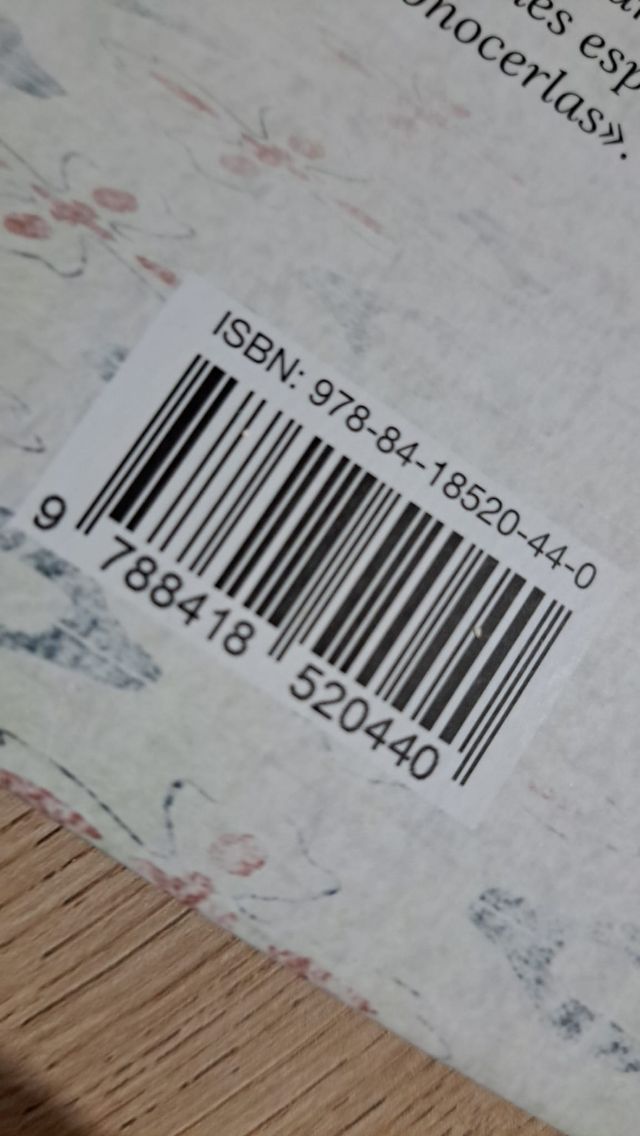 onocerlas».
ISBN: 978-84-18520-44-0
9 788418 520440